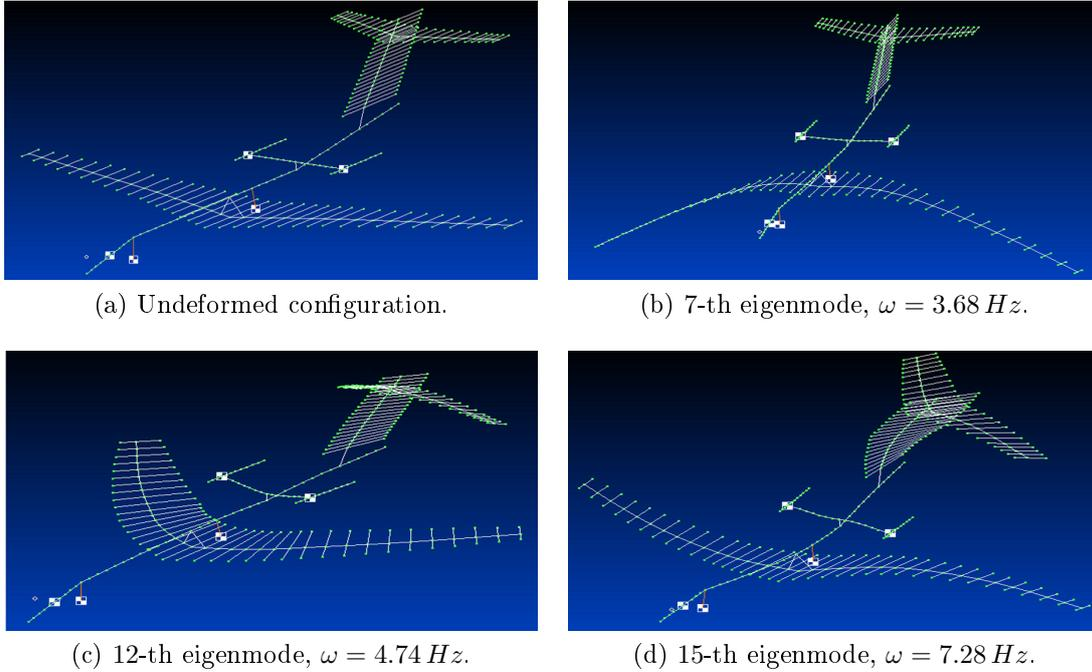 (a) Undeformed configuration.
(b) 7-th eigenmode, ω = 3.68 Hz.
(c) 12-th eigenmode, ω = 4.74 Hz.
(d) 15-th eigenmode, ω = 7.28 Hz.